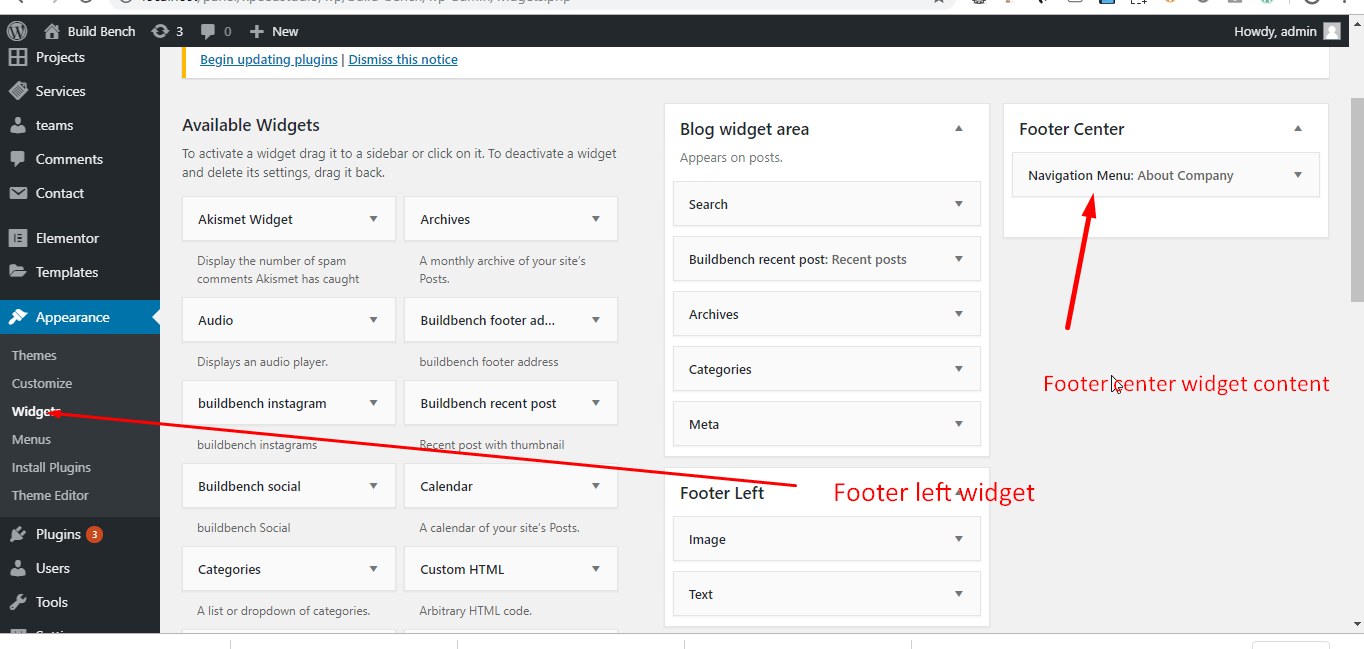 Build Bench 3 0 New Howdy, admin
Projects
Services
teams
Comments
Contact
Elementor
Templates
Appearance
Themes
Customize
Widgets
Menus
Install Plugins
Theme Editor
Plugins 3
Users
Tools
Begin updating plugins | Dismiss this notice
Available Widgets
To activate a widget drag it to a sidebar or click on it. To deactivate a widget
and delete its settings, drag it back.
Akismet Widget
Display the number of spam
comments Akismet has caught
Archives
A monthly archive of your site's
Posts.
Audio
Displays an audio player.
Buildbench footer ad...
buildbench footer address
buildbench instagram
buildbench instagrams
Buildbench recent post
Recent post with thumbnail
Buildbench social
buildbench Social
Calendar
A calendar of your site's Posts.
Categories
A list or dropdown of categories.
Custom HTML
Arbitrary HTML code.
Blog widget area
Appears on posts.
Search
Buildbench recent post: Recent posts
Archives
Categories
Meta
Footer Left
Footer left widget
Image
Text
Footer Center
Navigation Menu: About Company
Footer center widget content